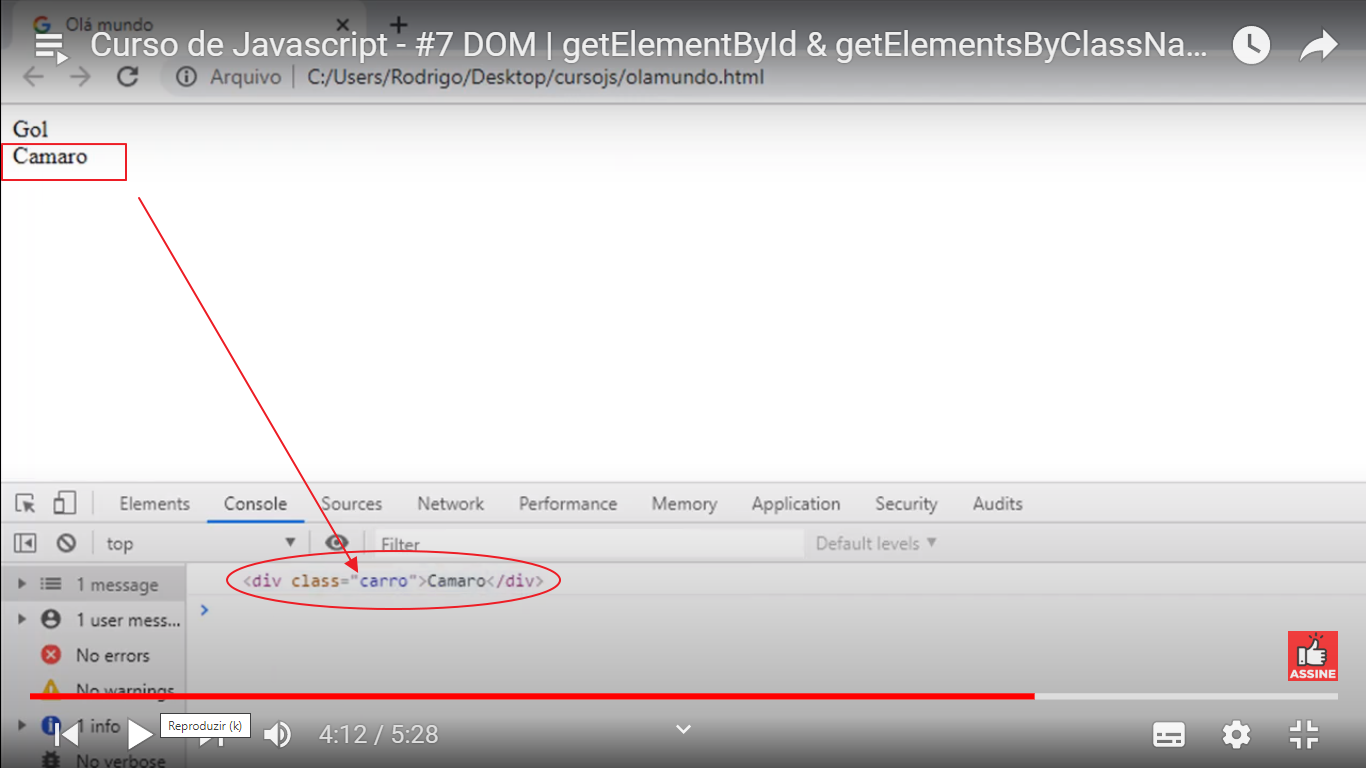 Olá mundo
Curso de Javascript - #7 DOM | getElementById & getElementsByClassNa...
Arquivo | C:/Users/Rodrigo/Desktop/cursojs/olamundo.html
Gol
Camaro
Elements Console Sources Network Performance Memory Application Security Audits
top Filter Default levels
1 message
<div class="carro">Camaro</div>
1 user mess...
No errors
No warnings
1 info
No verbose
ASSINE
Reproduzir (k)
4:12 / 5:28